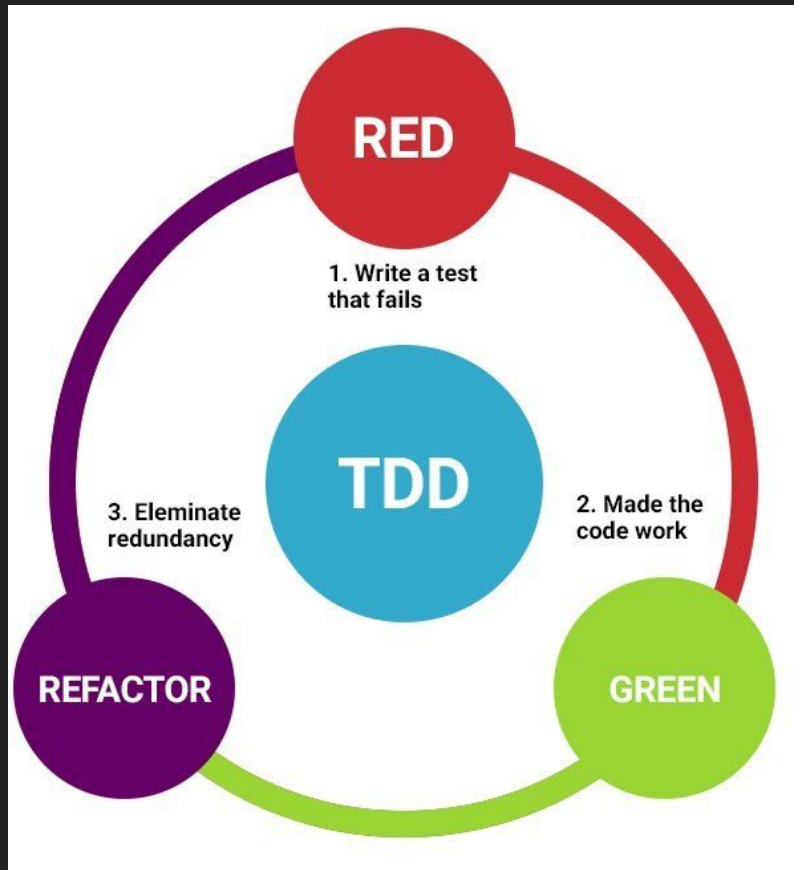 RED
1. Write a test
that fails
TDD
3. Eleminate
redundancy
2. Made the
code work
REFACTOR
GREEN